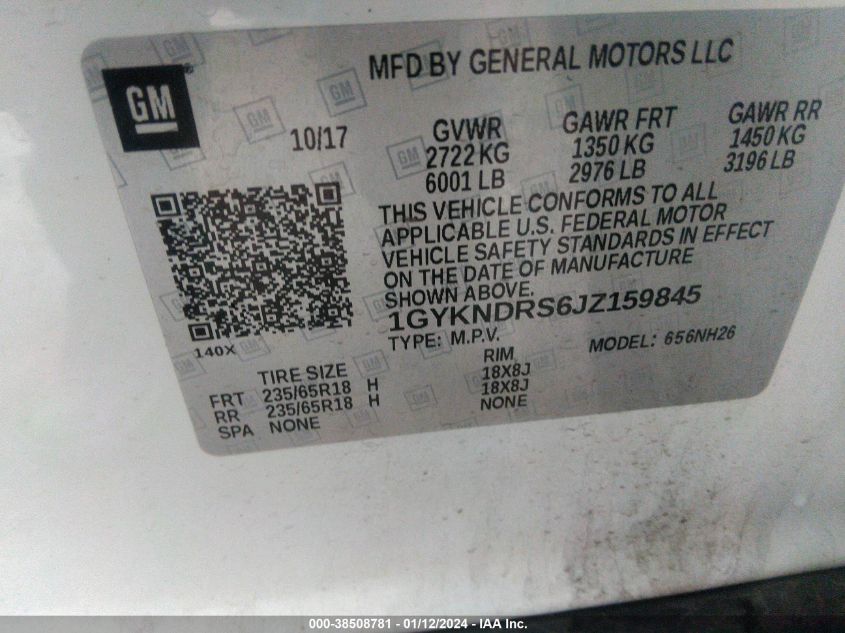 MFD BY GENERAL MOTORS LLC
GM
10/17
GVWR
2722 KG
6001 LB
GAWR FRT
1350 KG
2976 LB
GAWR RR
1450 KG
3196 LB
THIS VEHICLE CONFORMS TO ALL
APPLICABLE U.S. FEDERAL MOTOR
VEHICLE SAFETY STANDARDS IN EFFECT
ON THE DATE OF MANUFACTURE
SHOWN ABOVE.
1GYKNDRS6JZ159845
TYPE: M.P.V.
MODEL: 656NH26
140X
TIRE SIZE
RIM
FRT 235/65R18 H 18X8J
RR 235/65R18 H 18X8J
SPA NONE NONE
000-38508781 - 01/12/2024 - IAA Inc.